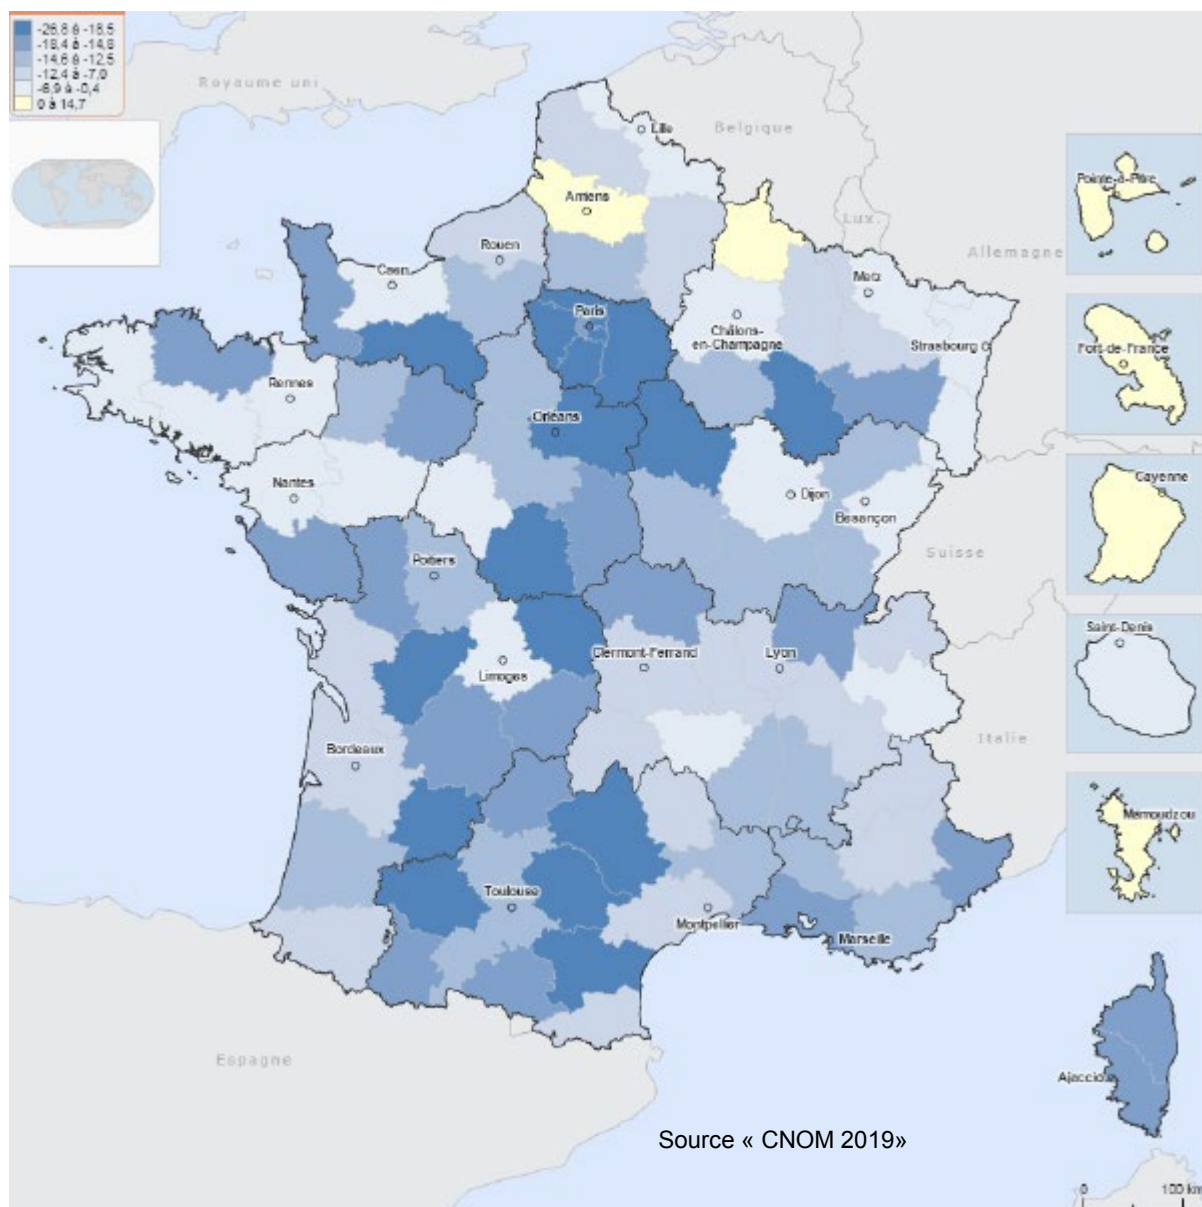 -26,8 à -18,5
-18,4 à -14,8
-14,6 à -12,5
-12,4 à -7,0
-6,9 à -0,4
0 à 14,7
Royaume uni
Lille
Belgique
Amiens
Lux.
Pointe-à-Pitre
Allemagne
Rouen
Caen
Metz
Paris
Châlons-
en-Champagne
Strasbourg
Fort-de-France
Rennes
Orléans
Nantes
Dijon
Besançon
Cayenne
Suisse
Poitiers
Saint-Denis
Limoges
Clermont-Ferrand
Lyon
Bordeaux
Italie
Mamoudzou
Toulouse
Montpellier
Marseille
Espagne
Ajaccio
Source « CNOM 2019»
0 100 km